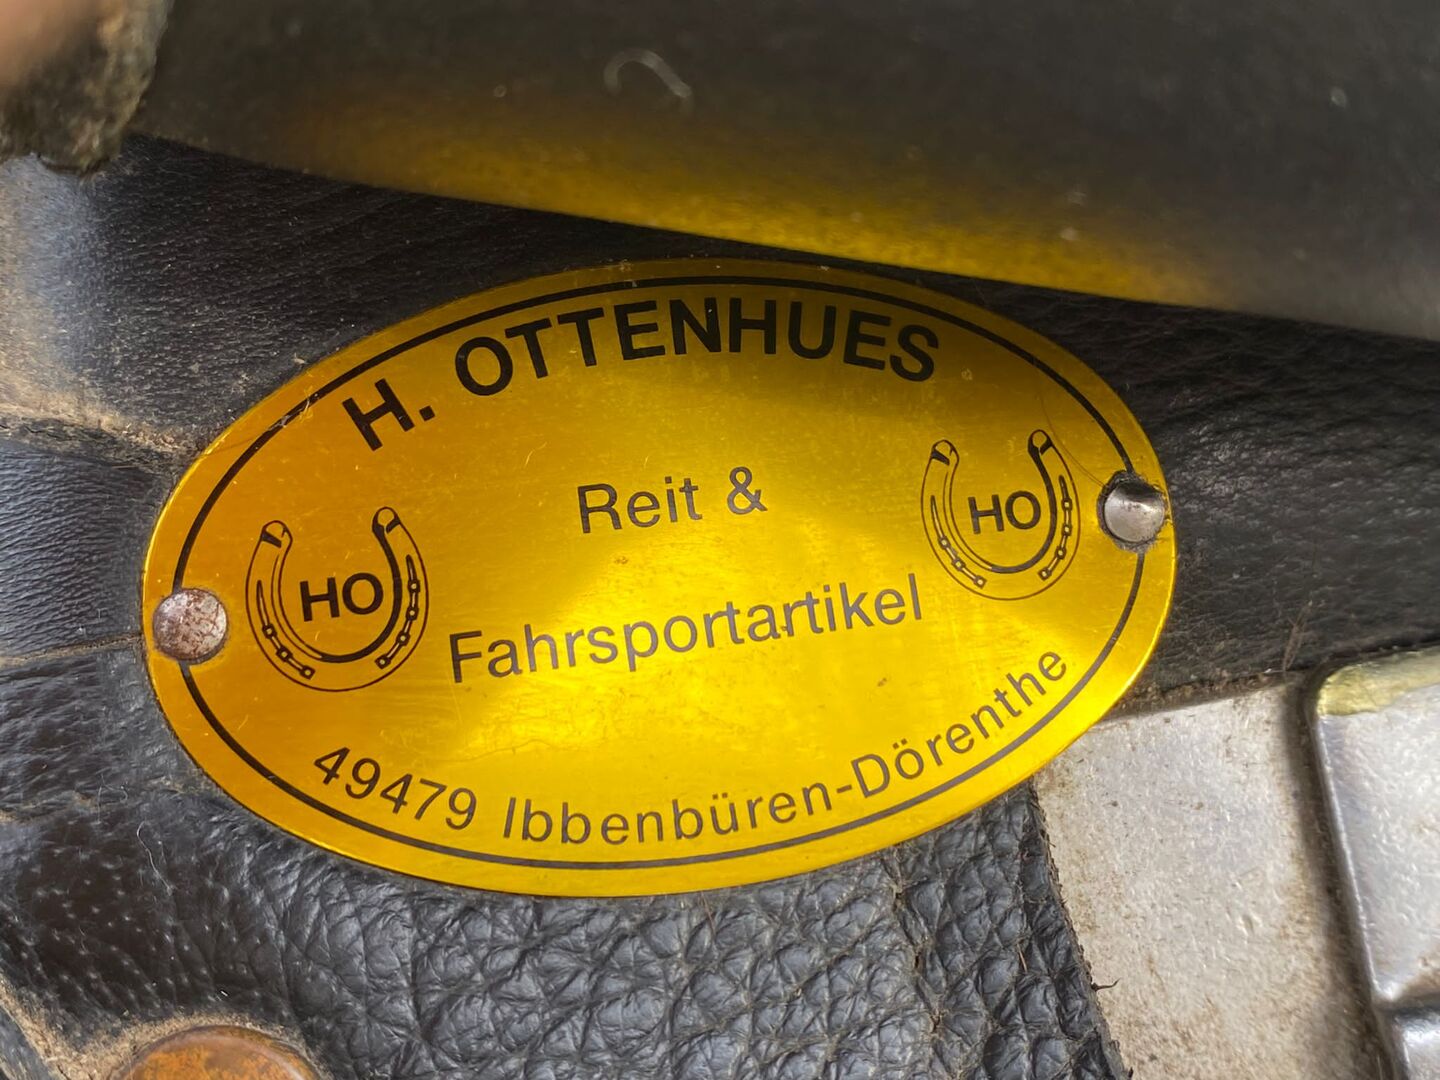 H. OTTENHUES
Reit &
Fahrsportartikel
HO
HO
49479 Ibbenbüren-Dörenthe